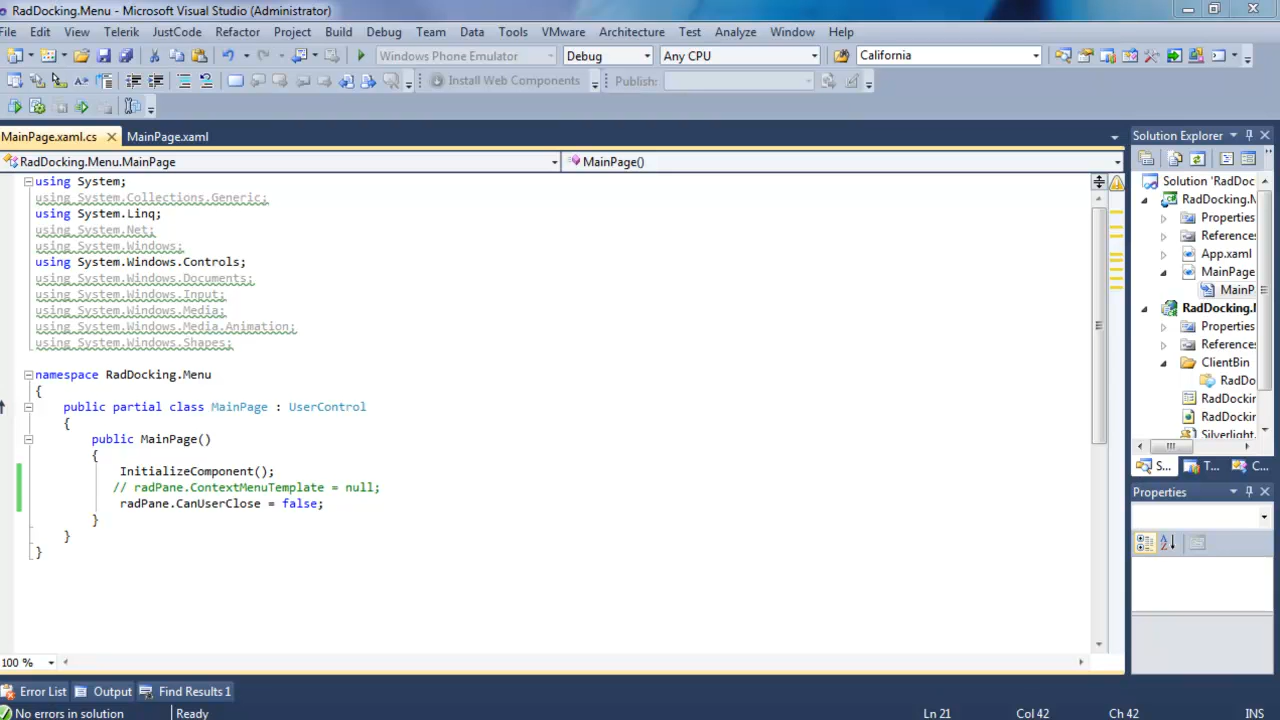 RadDocking.Menu - Microsoft Visual Studio (Administrator)
File Edit View Telerik JustCode Refactor Project Build Debug Team Data Tools VMware Architecture Test Analyze Window Help
Windows Phone Emulator Debug Any CPU California
Install Web Components Publish:
MainPage.xaml.cs MainPage.xaml
RadDocking.Menu.MainPage MainPage()
using System;
using System.Collections.Generic;
using System.Linq;
using System.Net;
using System.Windows;
using System.Windows.Controls;
using System.Windows.Documents;
using System.Windows.Input;
using System.Windows.Media;
using System.Windows.Media.Animation;
using System.Windows.Shapes;
namespace RadDocking.Menu
{
public partial class MainPage : UserControl
{
public MainPage()
{
InitializeComponent();
// radPane.ContextMenuTemplate = null;
radPane.CanUserClose = false;
}
}
}
100 %
Solution Explorer
Solution 'RadDoc
RadDocking.M
Properties
References
App.xaml
MainPage
MainP
RadDocking.M
Properties
References
ClientBin
RadDo
RadDockin
RadDockin
Silverlight.
S... T... C...
Properties
Error List Output Find Results 1
No errors in solution Ready Ln 21 Col 42 Ch 42 INS